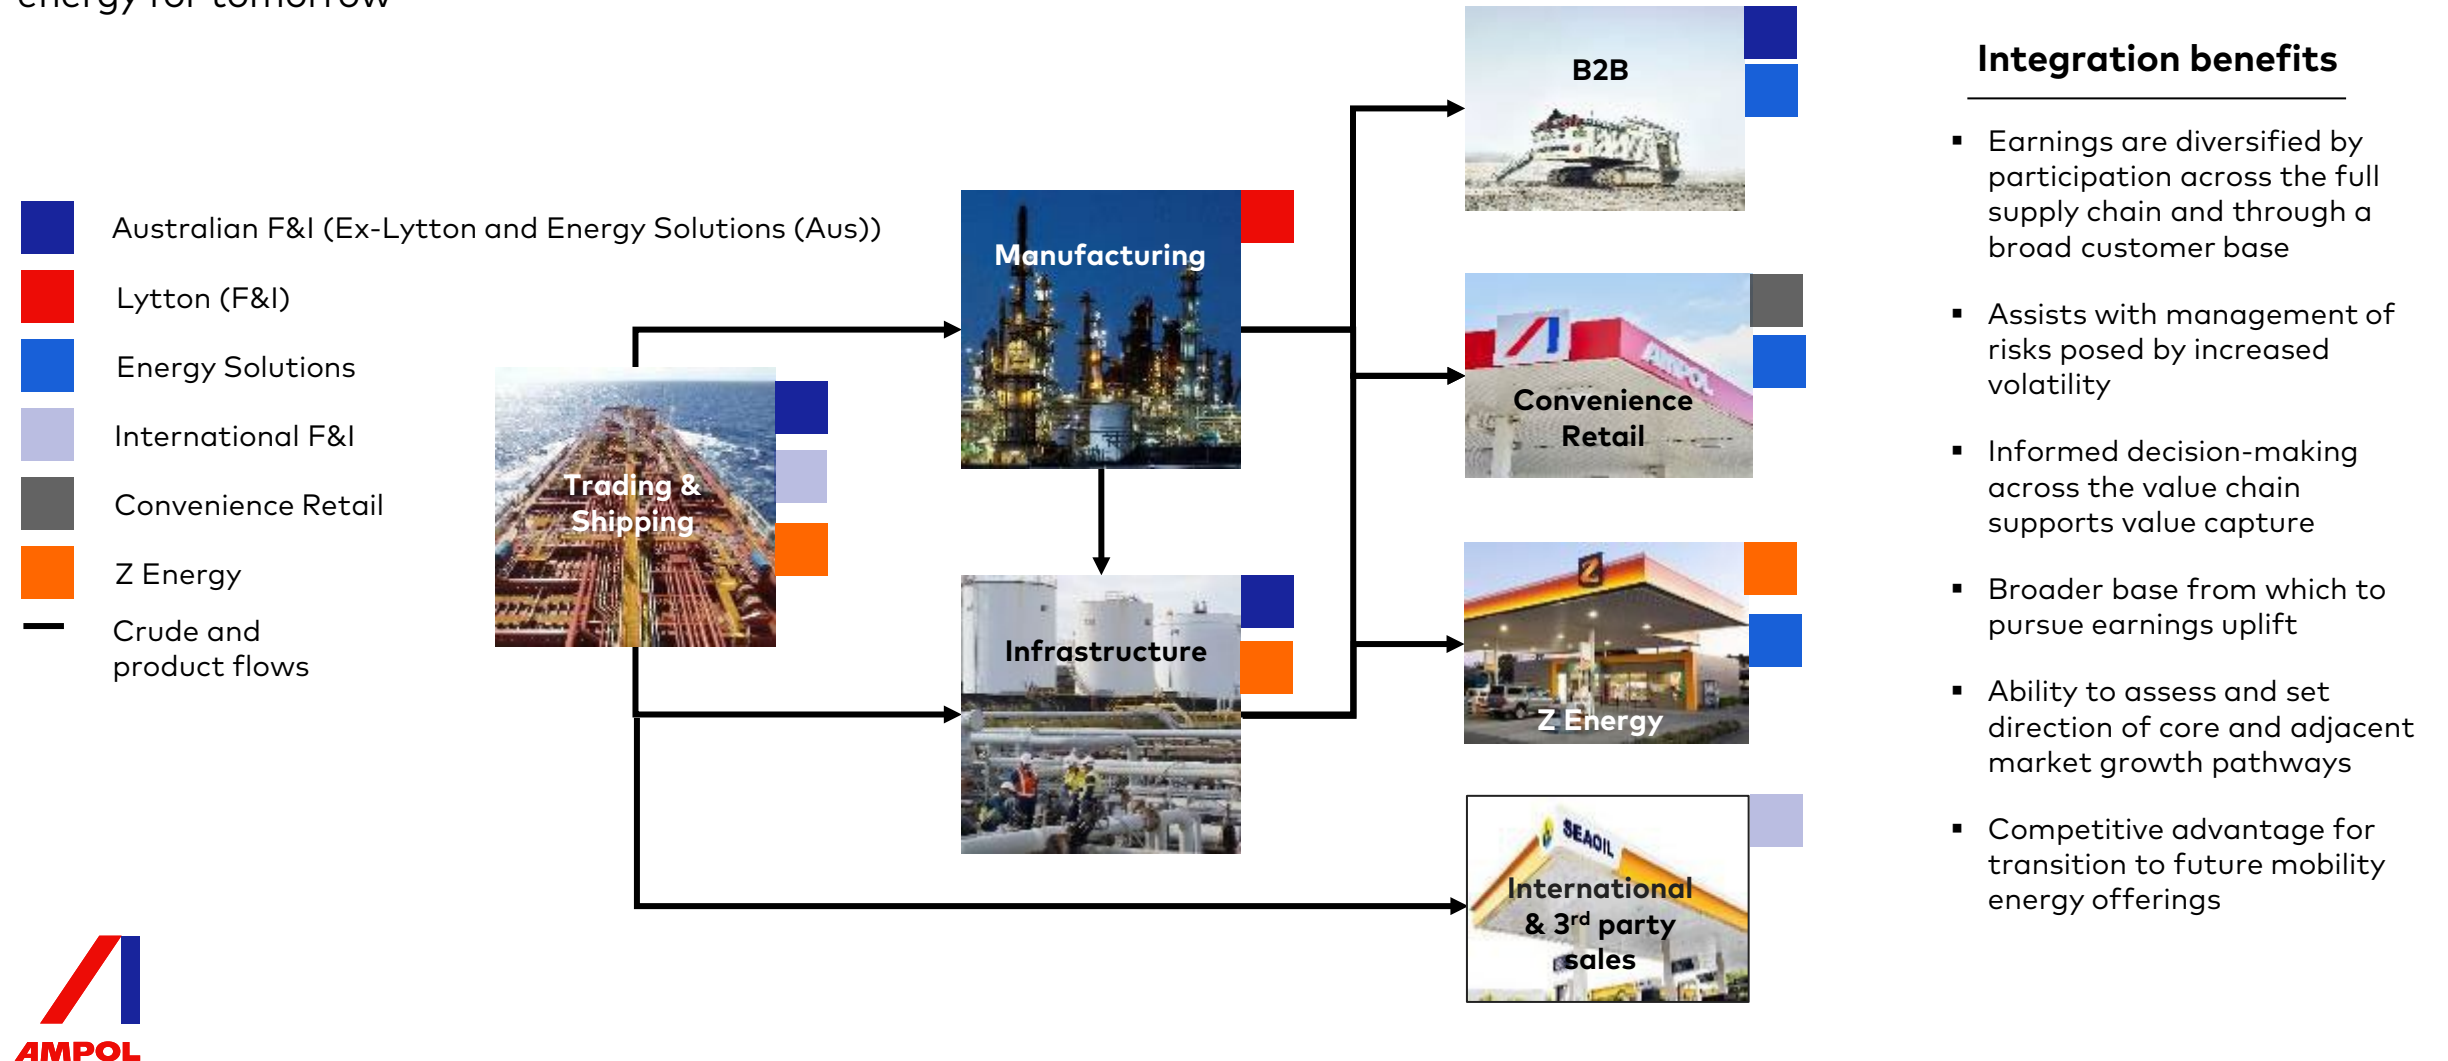 energy for tomorrow
Australian F&I (Ex-Lytton and Energy Solutions (Aus))
Lytton (F&I)
Energy Solutions
International F&I
Convenience Retail
Z Energy
Crude and
product flows
Trading &
Shipping
Manufacturing
Infrastructure
B2B
AMPOL
Convenience
Retail
Z
Z Energy
SEAOIL
International
& 3rd party
sales
Integration benefits
▪ Earnings are diversified by
participation across the full
supply chain and through a
broad customer base
▪ Assists with management of
risks posed by increased
volatility
▪ Informed decision-making
across the value chain
supports value capture
▪ Broader base from which to
pursue earnings uplift
▪ Ability to assess and set
direction of core and adjacent
market growth pathways
▪ Competitive advantage for
transition to future mobility
energy offerings
AMPOL